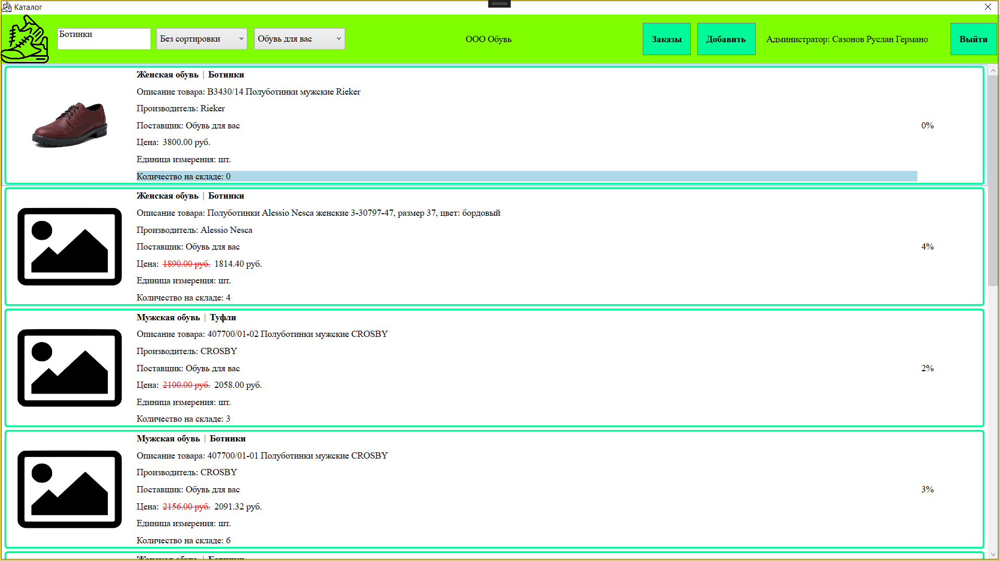 Каталог
Ботинки
Без сортировки
Обувь для вас
ООО Обувь
Заказы
Добавить
Администратор: Сазонов Руслан Германо
Выйти
Женская обувь | Ботинки
Описание товара: B3430/14 Полуботинки мужские Rieker
Производитель: Rieker
Поставщик: Обувь для вас
0%
Цена: 3800.00 руб.
Единица измерения: шт.
Количество на складе: 0
Женская обувь | Ботинки
Описание товара: Полуботинки Alessio Nesca женские 3-30797-47, размер 37, цвет: бордовый
Производитель: Alessio Nesca
Поставщик: Обувь для вас
4%
Цена: 1890.00 руб. 1814.40 руб.
Единица измерения: шт.
Количество на складе: 4
Мужская обувь | Туфли
Описание товара: 407700/01-02 Полуботинки мужские CROSBY
Производитель: CROSBY
Поставщик: Обувь для вас
2%
Цена: 2100.00 руб. 2058.00 руб.
Единица измерения: шт.
Количество на складе: 3
Мужская обувь | Ботинки
Описание товара: 407700/01-01 Полуботинки мужские CROSBY
Производитель: CROSBY
Поставщик: Обувь для вас
3%
Цена: 2156.00 руб. 2091.32 руб.
Единица измерения: шт.
Количество на складе: 6
Женская обувь | Ботинки